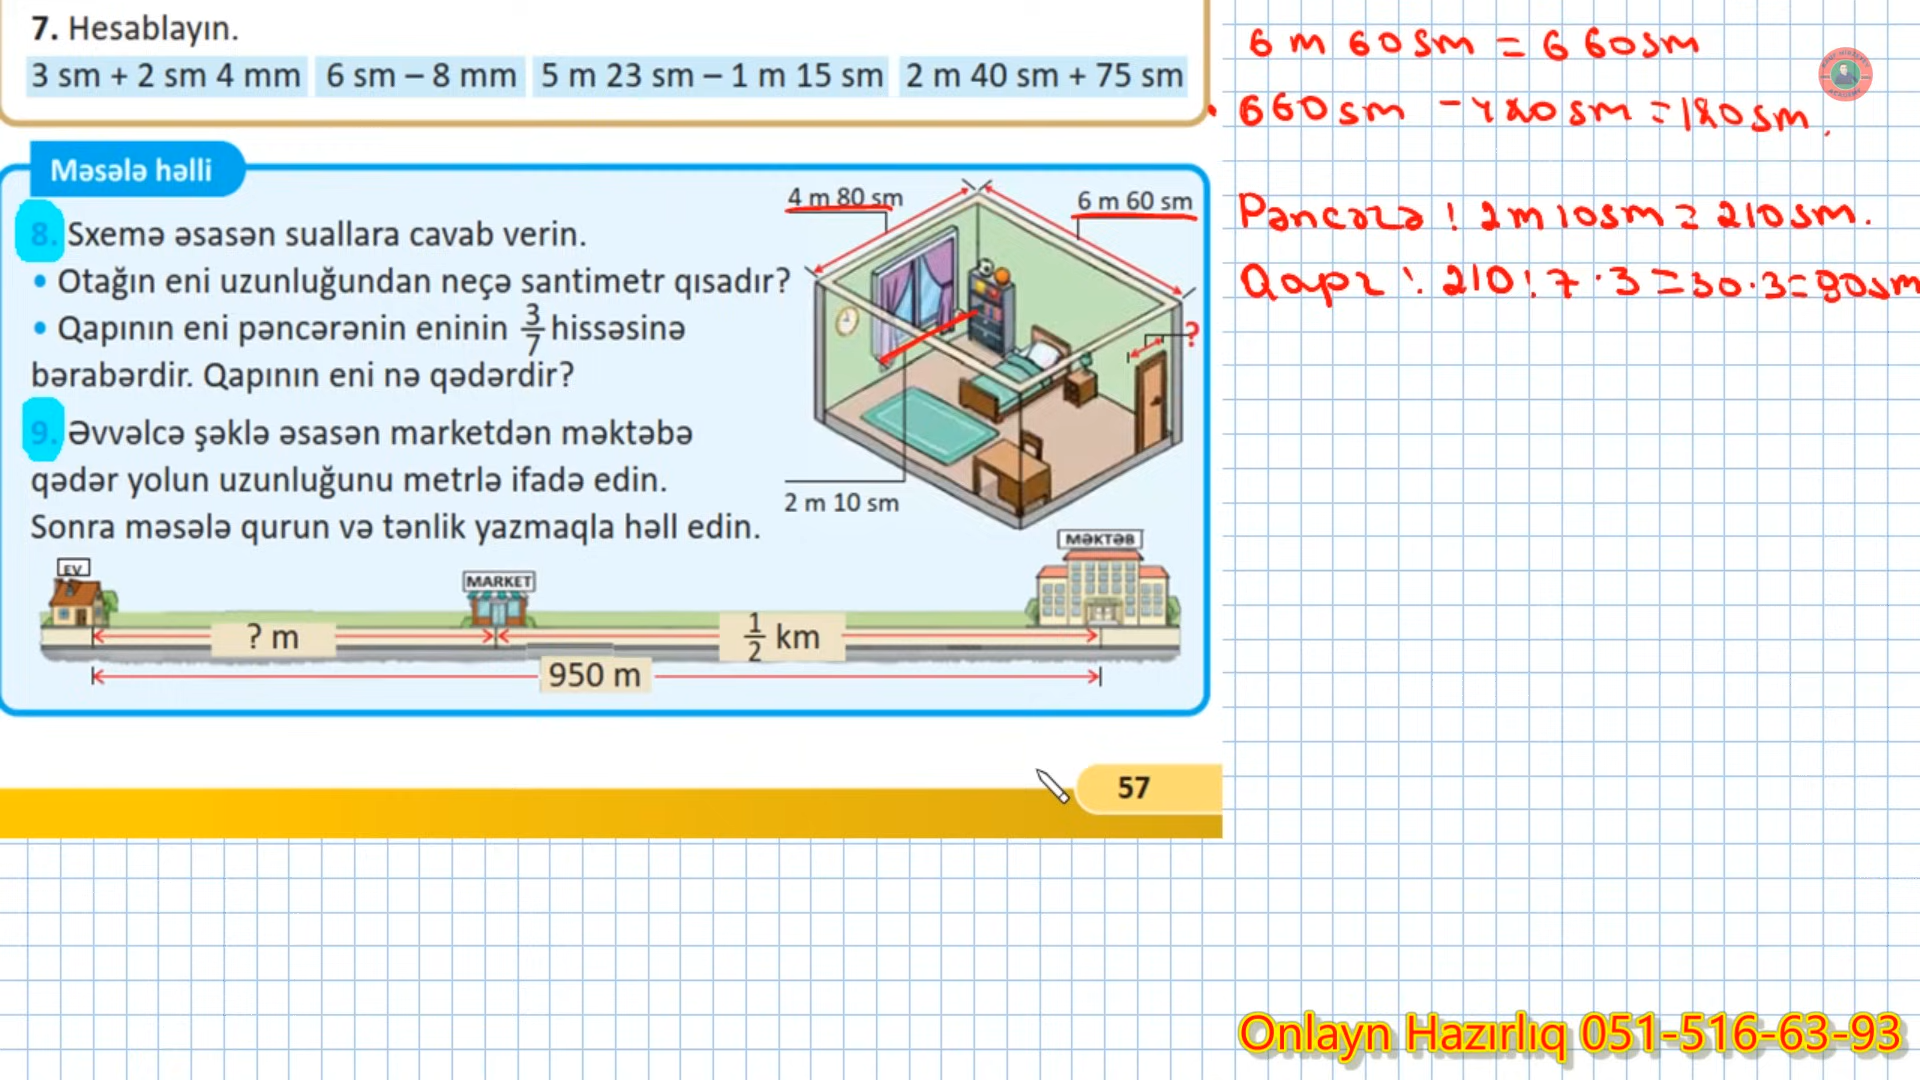 7. Hesablayın.
3 sm + 2 sm 4 mm 6 sm – 8 mm 5 m 23 sm – 1 m 15 sm 2 m 40 sm + 75 sm
Məsələ həlli
8. Sxemə əsasən suallara cavab verin.
• Otağın eni uzunluğundan neçə santimetr qısadır?
• Qapının eni pəncərənin eninin 3/7 hissəsinə
bərabərdir. Qapının eni nə qədərdir?
4 m 80 sm
6 m 60 sm
?
2 m 10 sm
9. Əvvəlcə şəklə əsasən marketdən məktəbə
qədər yolun uzunluğunu metrlə ifadə edin.
Sonra məsələ qurun və tənlik yazmaqla həll edin.
EV
MARKET
MƏKTƏB
? m
1/2 km
950 m
57
6 m 60 sm = 660 sm
660 sm - 480 sm = 180 sm.
Pəncərə : 2 m 10 sm = 210 sm.
Qapı : 210 : 7 · 3 = 30 · 3 = 90 sm
Onlayn Hazırlıq 051-516-63-93